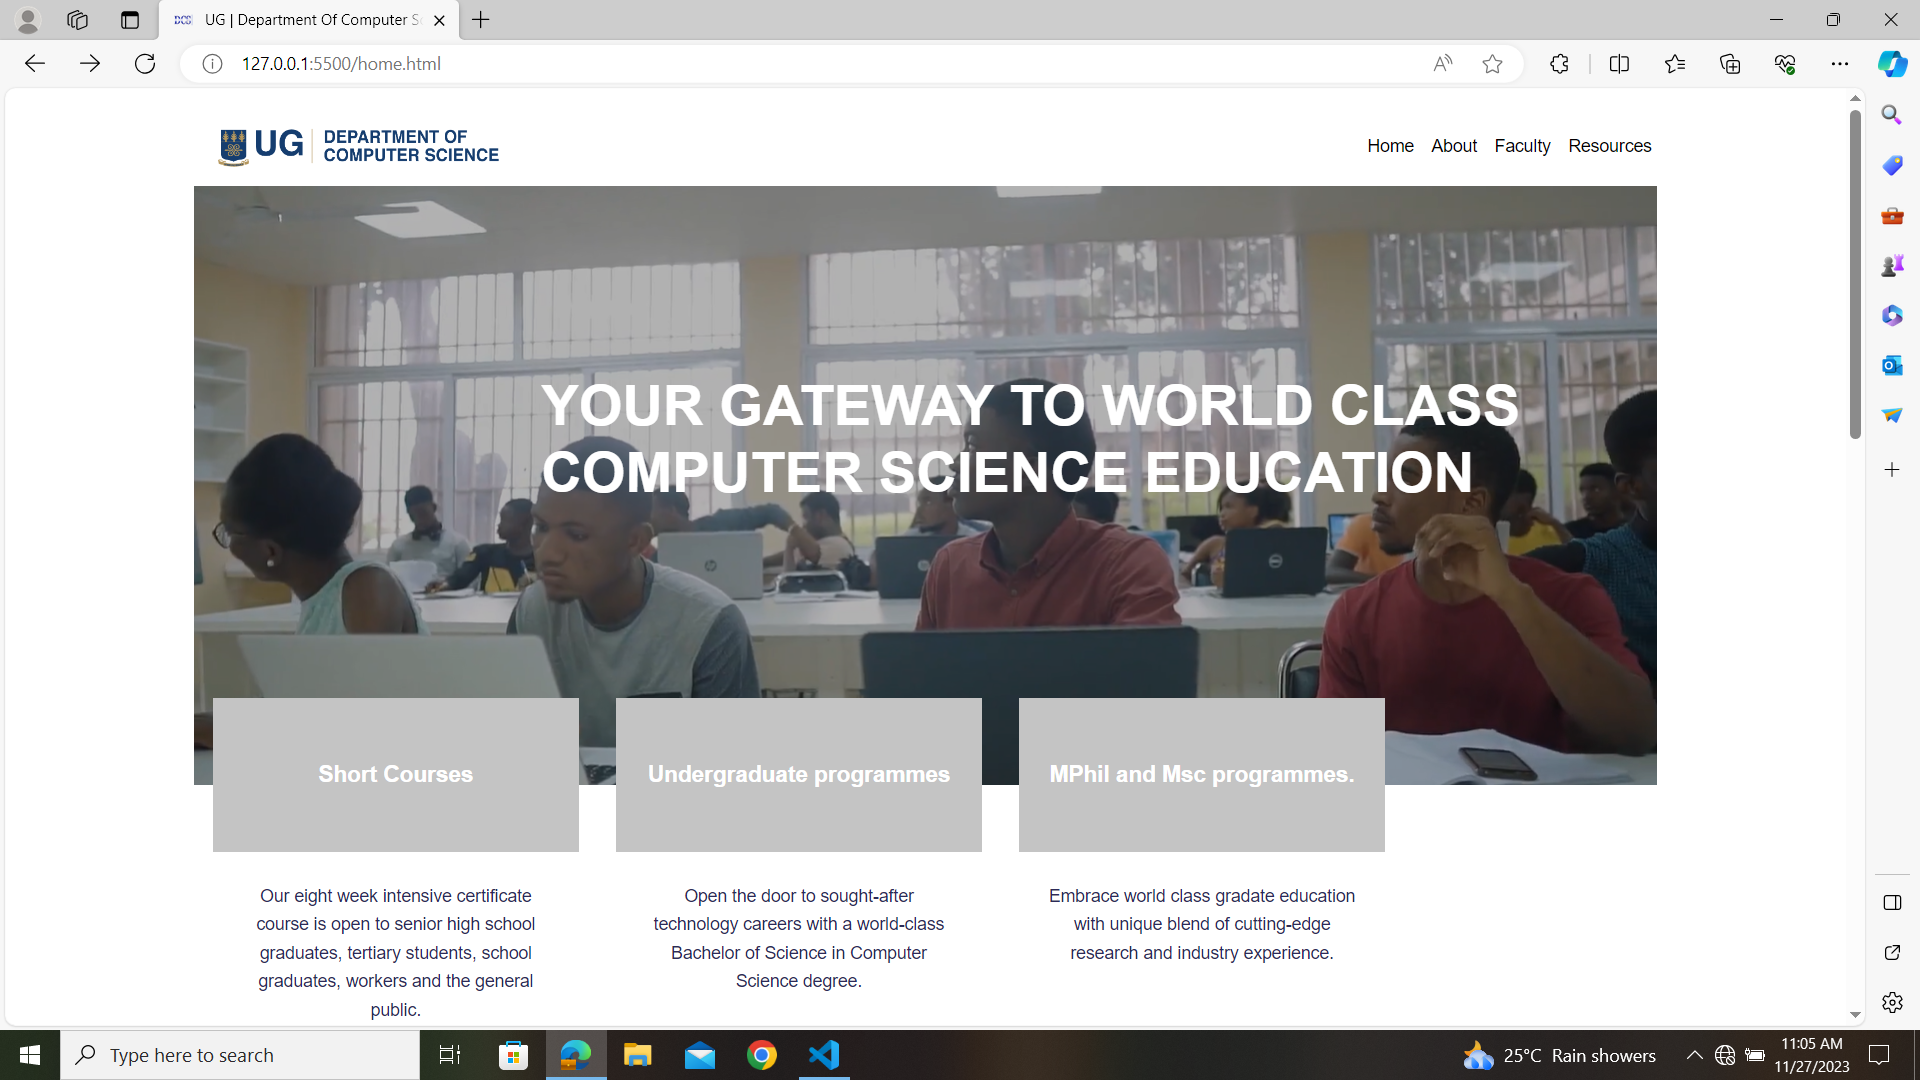 UG | Department Of Computer Sc
127.0.0.1:5500/home.html
UG
DEPARTMENT OF
COMPUTER SCIENCE
Home About Faculty Resources
YOUR GATEWAY TO WORLD CLASS
COMPUTER SCIENCE EDUCATION
Short Courses
Undergraduate programmes
MPhil and Msc programmes.
Our eight week intensive certificate
course is open to senior high school
graduates, tertiary students, school
graduates, workers and the general
public.
Open the door to sought-after
technology careers with a world-class
Bachelor of Science in Computer
Science degree.
Embrace world class gradate education
with unique blend of cutting-edge
research and industry experience.
Type here to search
25°C Rain showers
11:05 AM
11/27/2023